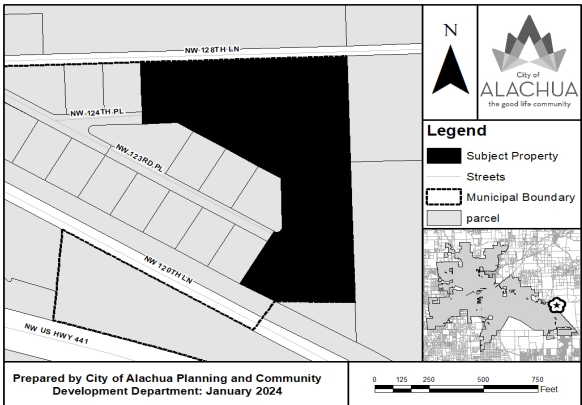 NW 128TH LN
NW 124TH PL
NW 123RD PL
NW 120TH LN
NW US HWY 441
N
City of
ALACHUA
the good life community
Legend
Subject Property
Streets
Municipal Boundary
parcel
Prepared by City of Alachua Planning and Community
Development Department: January 2024
0 125 250 500 750
Feet